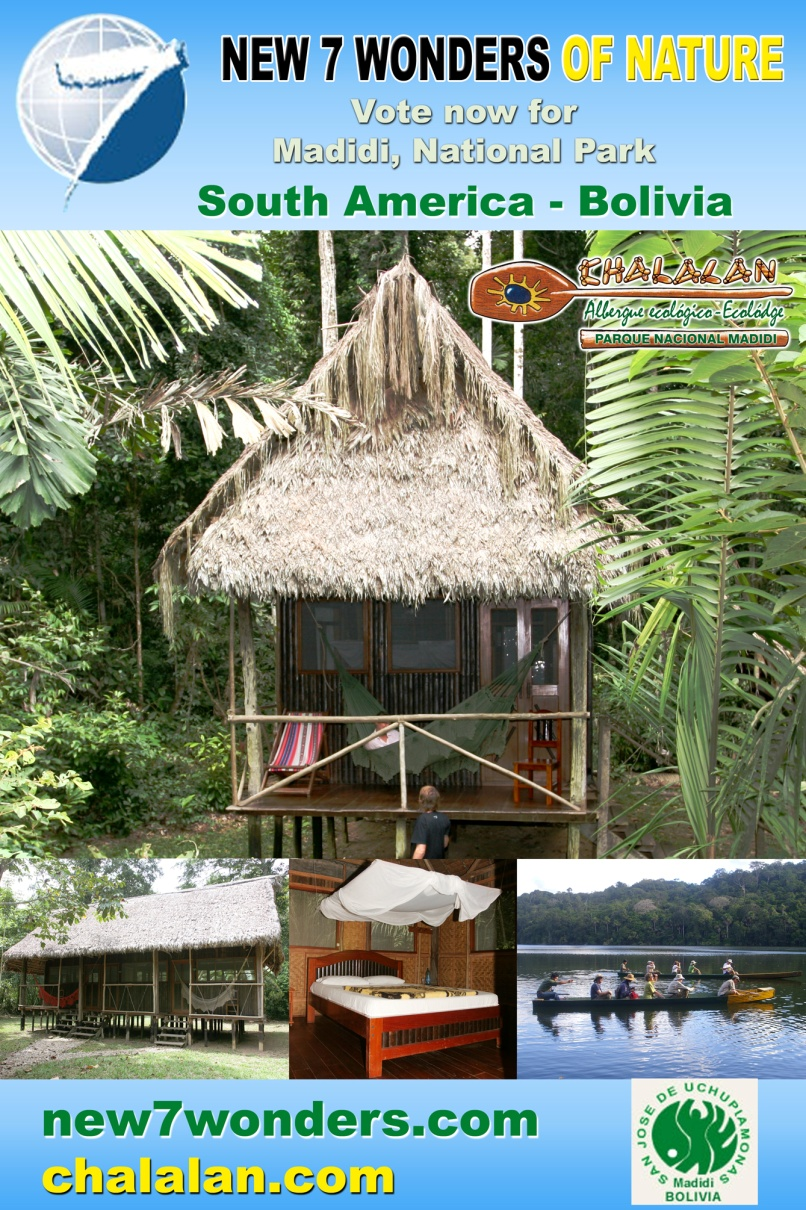 NEW 7 WONDERS OF NATURE
Vote now for
Madidi, National Park
South America - Bolivia
CHALALAN
Albergue ecológico-Ecolódge
PARQUE NACIONAL MADIDI
new7wonders.com
chalalan.com
SAN JOSE DE UCHUPIAMONAS
Madidi
BOLIVIA